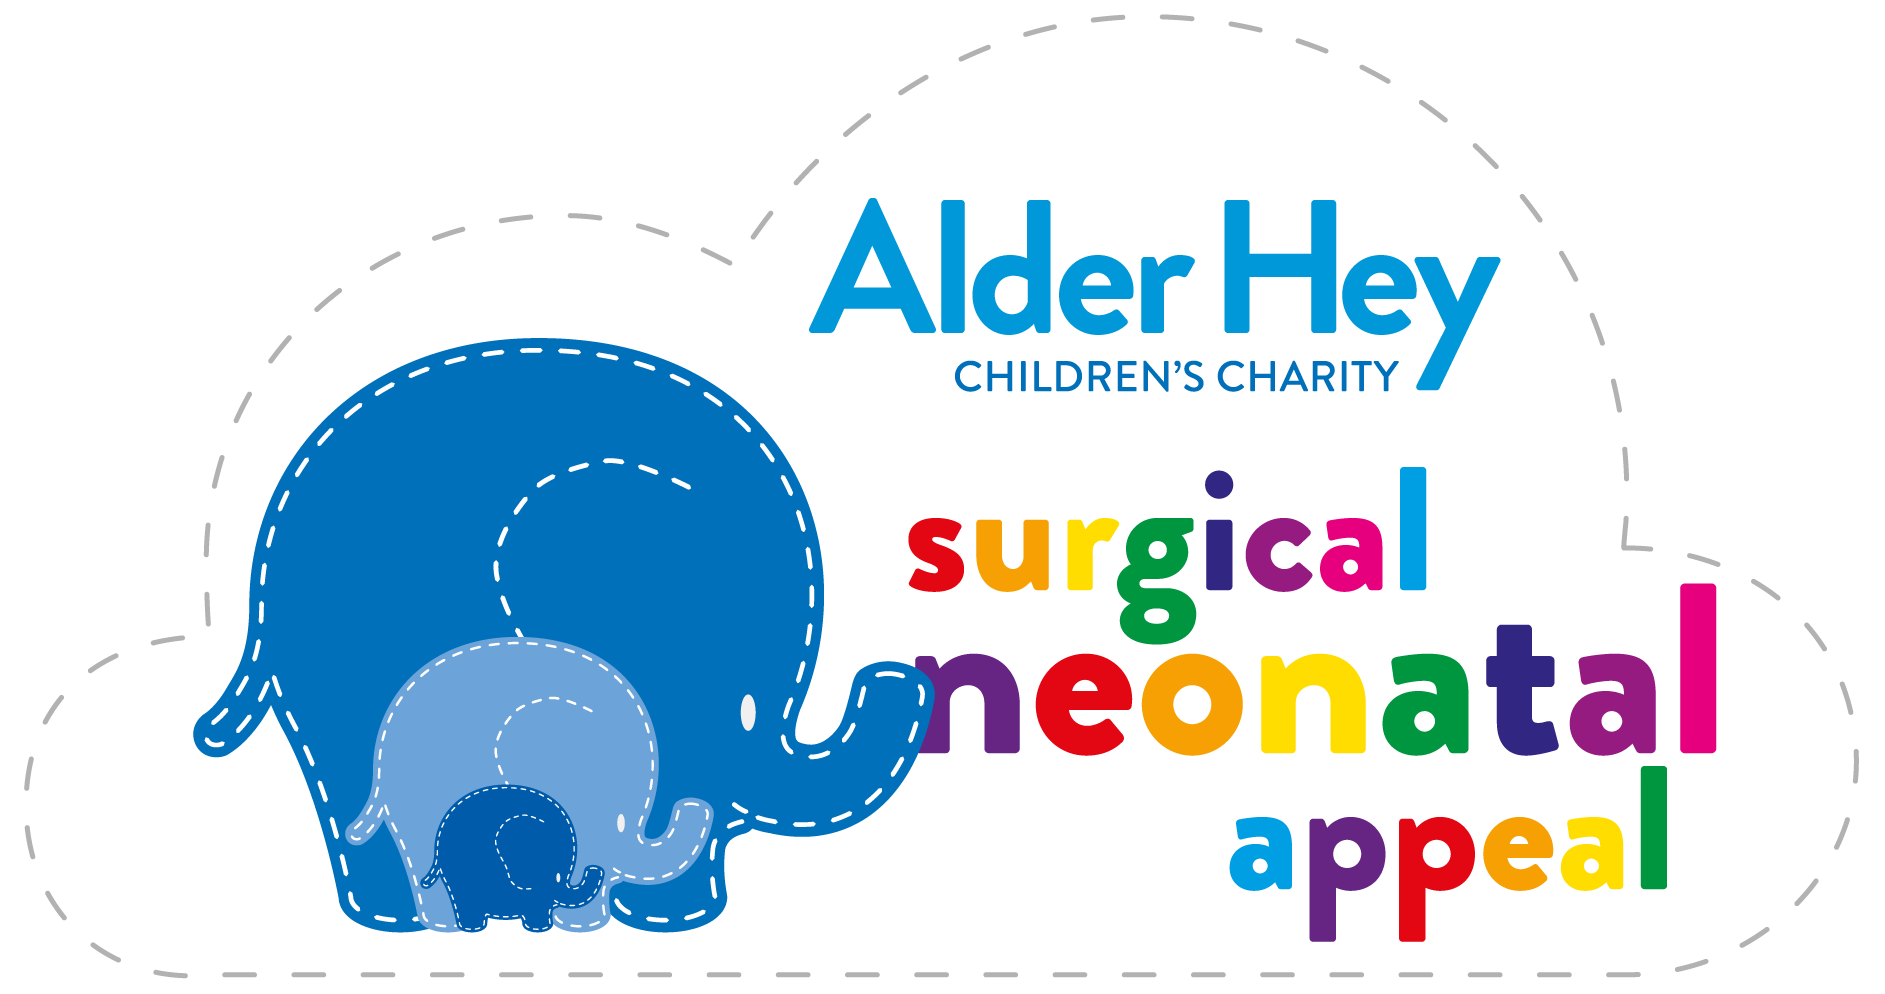 Alder Hey
CHILDREN'S CHARITY
surgical
neonatal
appeal